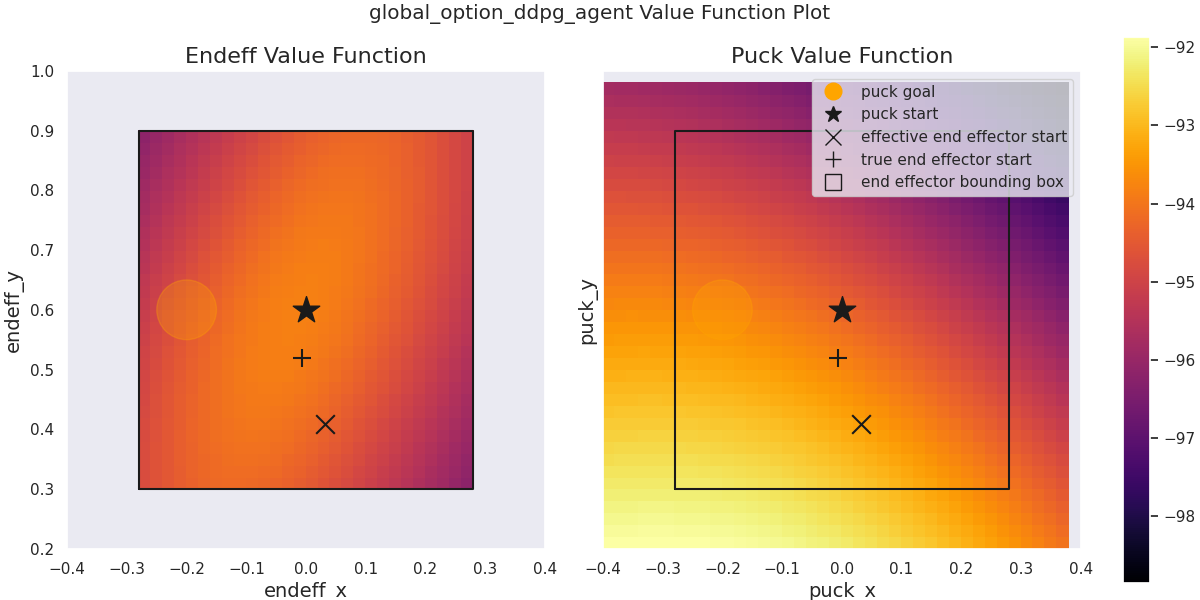 global_option_ddpg_agent Value Function Plot
Endeff Value Function
Puck Value Function
endeff_y
1.0
0.9
0.8
0.7
0.6
0.5
0.4
0.3
0.2
−0.4 −0.3 −0.2 −0.1 0.0 0.1 0.2 0.3 0.4
endeff_x
puck_y
puck goal
puck start
effective end effector start
true end effector start
end effector bounding box
−0.4 −0.3 −0.2 −0.1 0.0 0.1 0.2 0.3 0.4
puck_x
−92
−93
−94
−95
−96
−97
−98